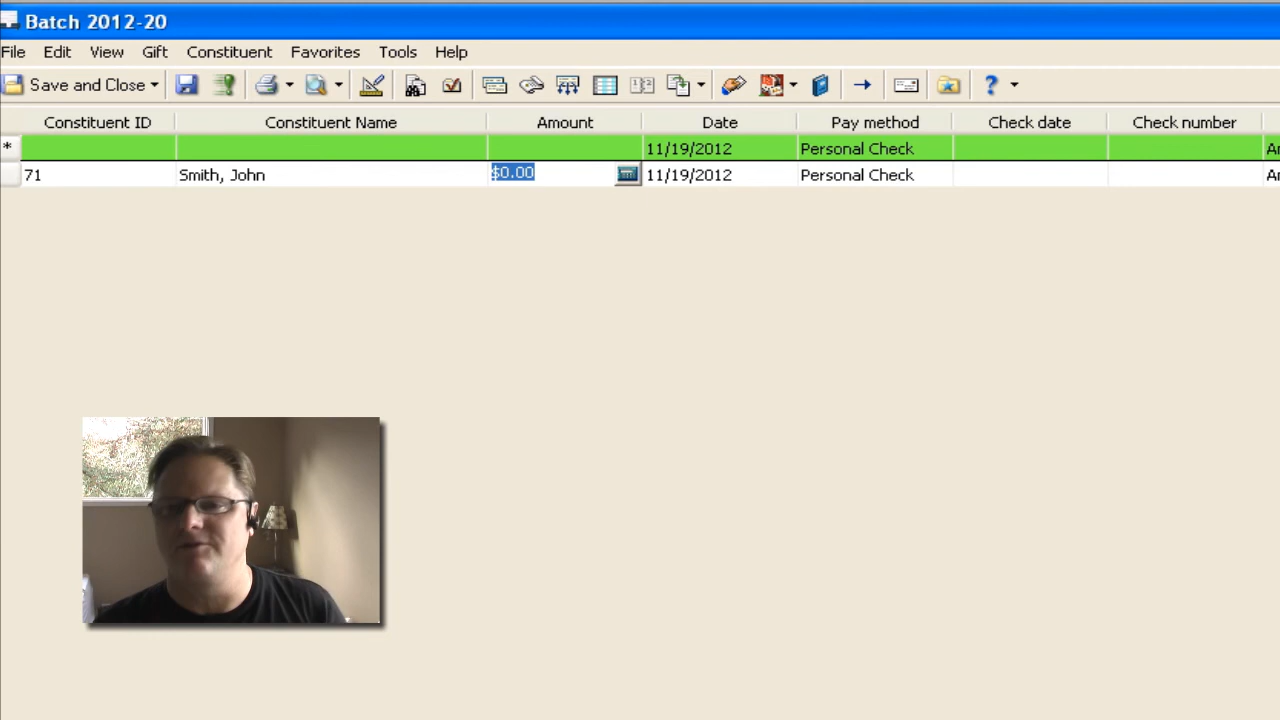 Batch 2012-20
File Edit View Gift Constituent Favorites Tools Help
Save and Close
Constituent ID Constituent Name Amount Date Pay method Check date Check number
* 11/19/2012 Personal Check
71 Smith, John $0.00 11/19/2012 Personal Check